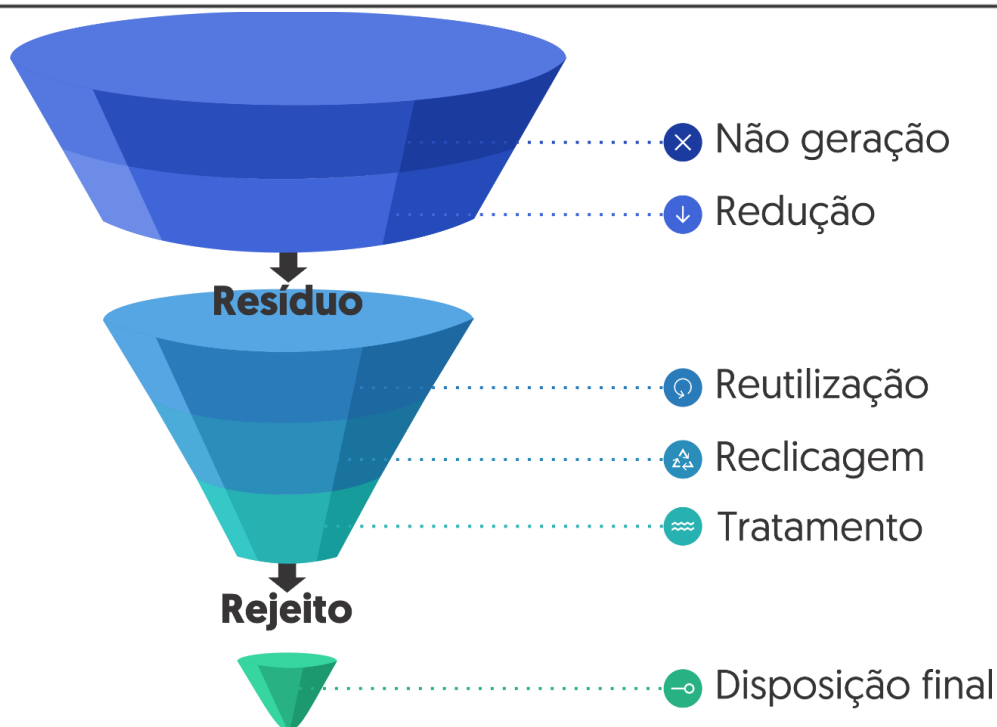 Não geração
Redução
Resíduo
Reutilização
Reclicagem
Tratamento
Rejeito
Disposição final